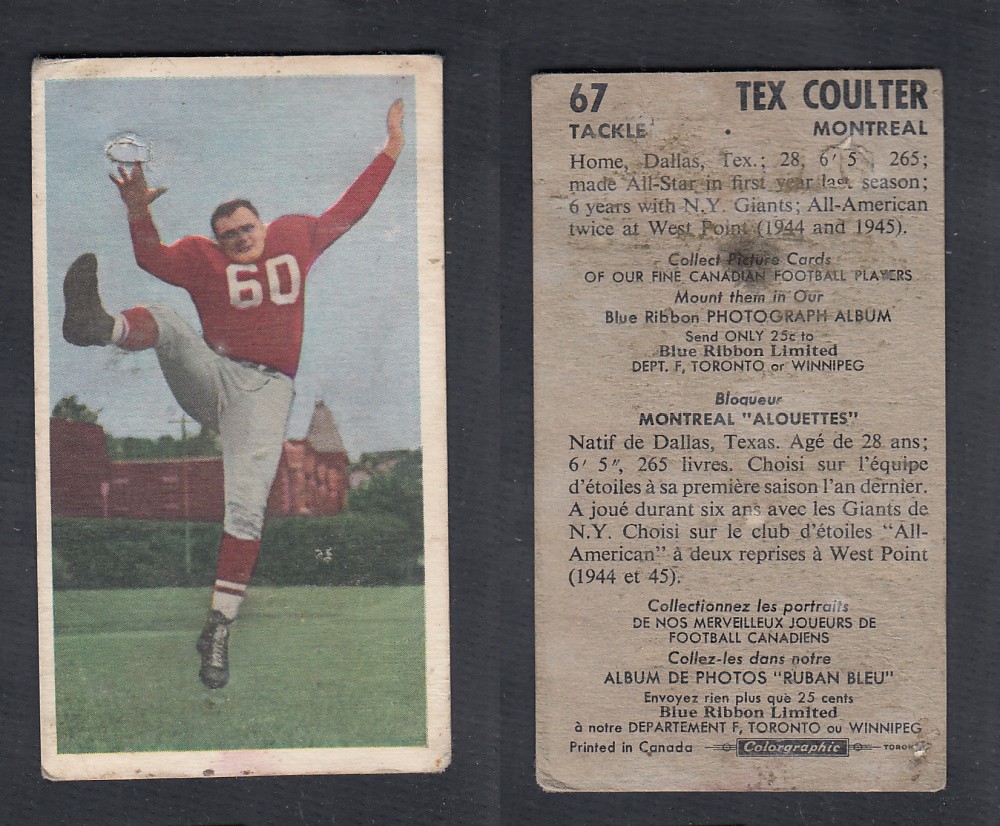 60
67 TEX COULTER
TACKLE MONTREAL
Home, Dallas, Tex.; 28, 6′ 5 , 265;
made All-Star in first year last season;
6 years with N.Y. Giants; All-American
twice at West Point (1944 and 1945).
Collect Picture Cards
OF OUR FINE CANADIAN FOOTBALL PLAYERS
Mount them in Our
Blue Ribbon PHOTOGRAPH ALBUM
Send ONLY 25c to
Blue Ribbon Limited
DEPT. F, TORONTO or WINNIPEG
Bloqueur
MONTREAL "ALOUETTES"
Natif de Dallas, Texas. Agé de 28 ans;
6′ 5″, 265 livres. Choisi sur l'équipe
d'étoiles à sa première saison l'an dernier.
A joué durant six ans avec les Giants de
N.Y. Choisi sur le club d'étoiles "All-
American" à deux reprises à West Point
(1944 et 45).
Collectionnez les portraits
DE NOS MERVEILLEUX JOUEURS DE
FOOTBALL CANADIENS
Collez-les dans notre
ALBUM DE PHOTOS "RUBAN BLEU"
Envoyez rien plus que 25 cents
Blue Ribbon Limited
à notre DEPARTEMENT F, TORONTO ou WINNIPEG
Printed in Canada Colorgraphic TORONTO